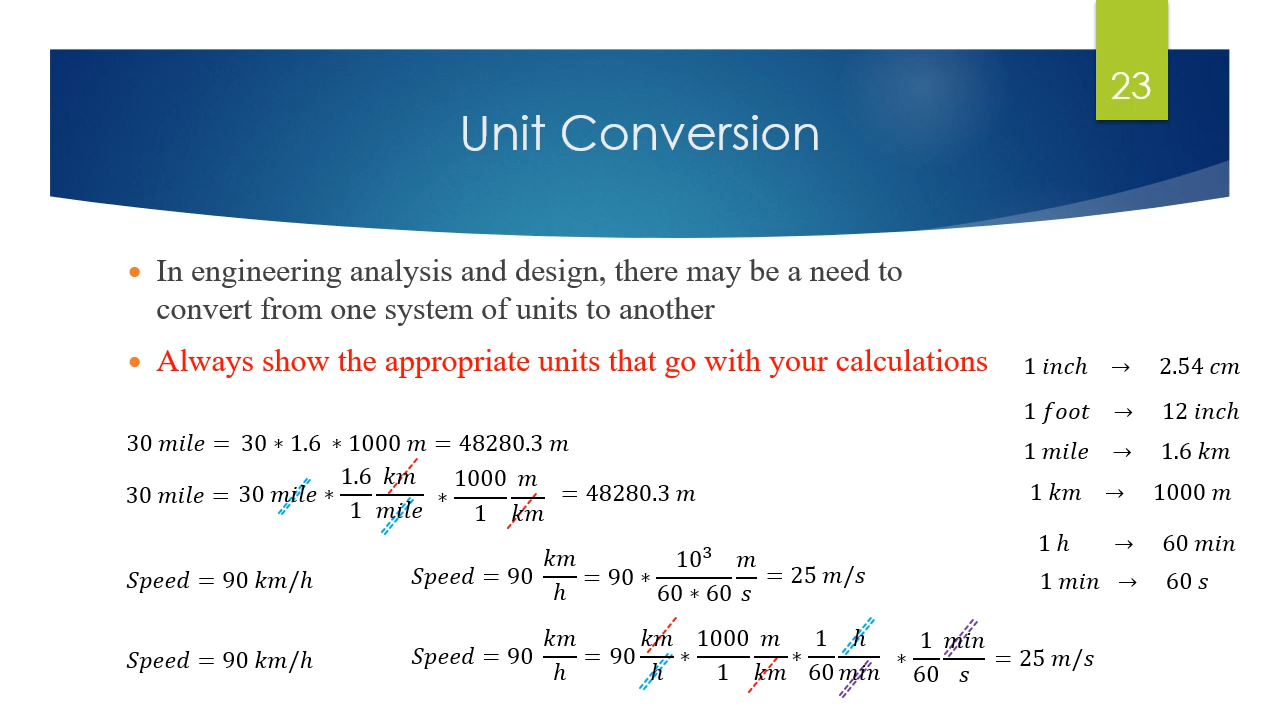 23
Unit Conversion
• In engineering analysis and design, there may be a need to
convert from one system of units to another
• Always show the appropriate units that go with your calculations
1 inch → 2.54 cm
1 foot → 12 inch
1 mile → 1.6 km
1 km → 1000 m
1 h → 60 min
1 min → 60 s
30 mile = 30 * 1.6 * 1000 m = 48280.3 m
30 mile = 30 mile * 1.6/1 km/mile * 1000/1 m/km = 48280.3 m
Speed = 90 km/h
Speed = 90 km/h = 90 * 10³/(60 * 60) m/s = 25 m/s
Speed = 90 km/h
Speed = 90 km/h = 90 km/h * 1000/1 m/km * 1/60 h/min * 1/60 min/s = 25 m/s